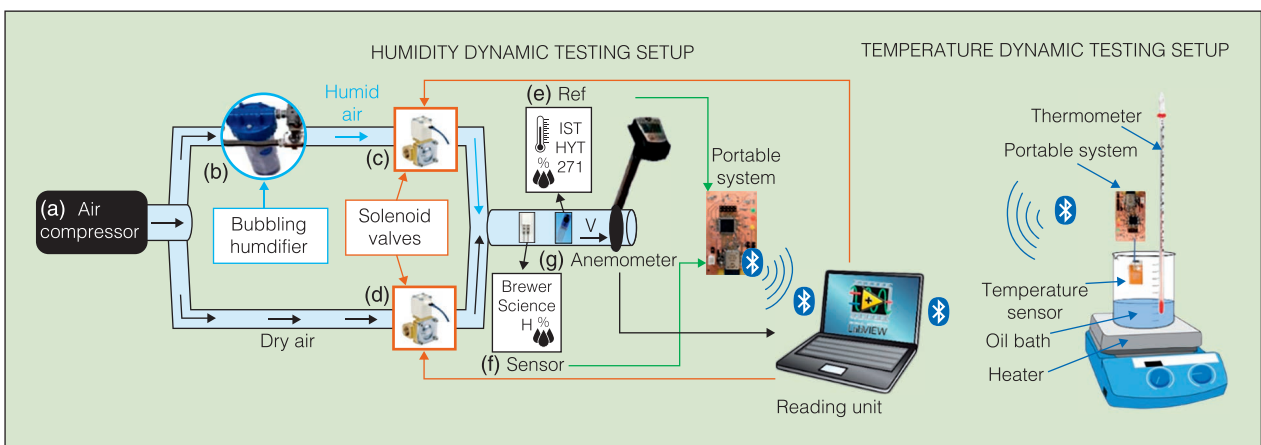 HUMIDITY DYNAMIC TESTING SETUP
TEMPERATURE DYNAMIC TESTING SETUP
(a) Air
compressor
(b)
Bubbling
humdifier
Humid
air
(c)
Solenoid
valves
(d)
Dry air
(e) Ref
IST
HYT
271
%
V
(g) Anemometer
Brewer
Science
H %
(f) Sensor
Portable
system
LabVIEW
Reading unit
Thermometer
Portable system
Temperature
sensor
Oil bath
Heater